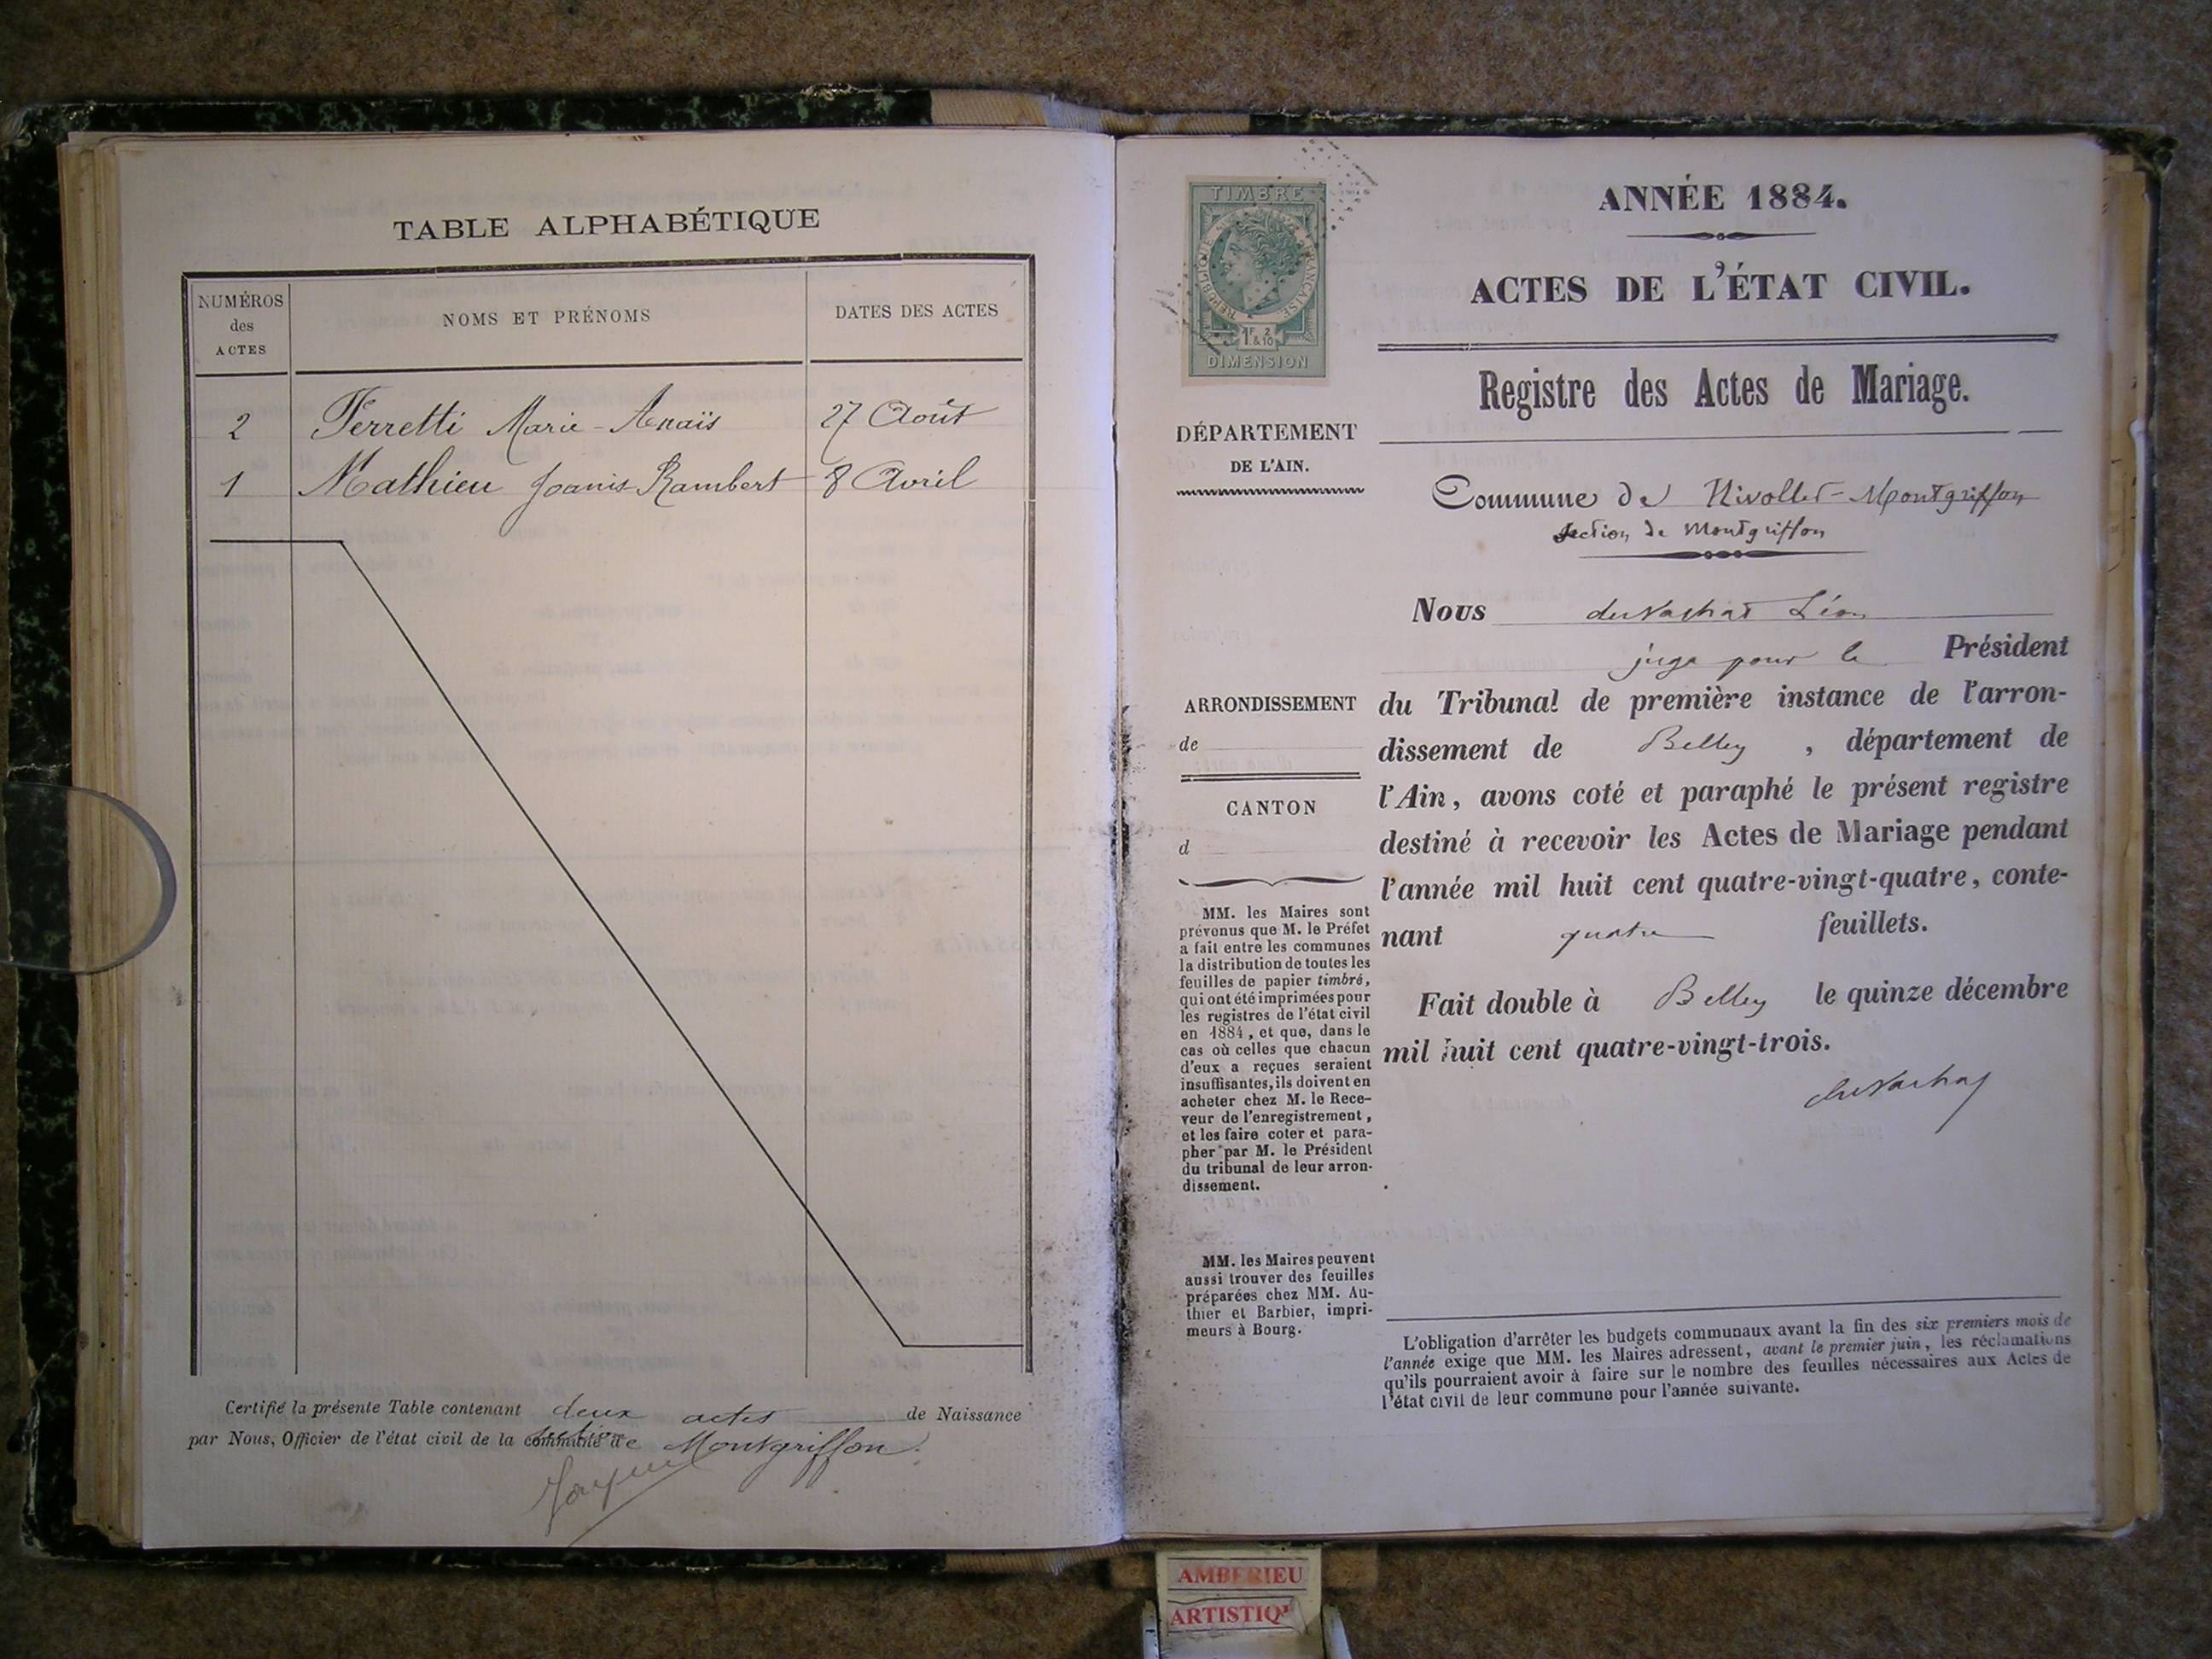 TABLE ALPHABÉTIQUE
NUMÉROS
des
ACTES
NOMS ET PRÉNOMS
DATES DES ACTES
2 Ferretti Marie-Anaïs 27 Août
1 Mathieu Joanis Rambert 8 Avril
Certifié la présente Table contenant deux actes de Naissance
par Nous, Officier de l'état civil de la commune de section de Montgriffon.
TIMBRE
RÉPUBLIQUE FRANÇAISE
1F 2
& 10
DIMENSION
DÉPARTEMENT
DE L'AIN.
ARRONDISSEMENT
de
CANTON
d
MM. les Maires sont
prévenus que M. le Préfet
a fait entre les communes
la distribution de toutes les
feuilles de papier timbré,
qui ont été imprimées pour
les registres de l'état civil
en 1884, et que, dans le
cas où celles que chacun
d'eux a reçues seraient
insuffisantes, ils doivent en
acheter chez M. le Rece-
veur de l'enregistrement,
et les faire coter et para-
pher par M. le Président
du tribunal de leur arron-
dissement.
MM. les Maires peuvent
aussi trouver des feuilles
préparées chez MM. Au-
thier et Barbier, impri-
meurs à Bourg.
ANNÉE 1884.
ACTES DE L'ÉTAT CIVIL.
Registre des Actes de Mariage.
Commune de Nivollet-Montgriffon
section de Montgriffon
Nous duVachat Léon
juge pour le Président
du Tribunal de première instance de l'arron-
dissement de Belley, département de
l'Ain, avons coté et paraphé le présent registre
destiné à recevoir les Actes de Mariage pendant
l'année mil huit cent quatre-vingt-quatre, conte-
nant quatre feuillets.
Fait double à Belley le quinze décembre
mil huit cent quatre-vingt-trois.
duVachat
L'obligation d'arrêter les budgets communaux avant la fin des six premiers mois de
l'année exige que MM. les Maires adressent, avant le premier juin, les réclamations
qu'ils pourraient avoir à faire sur le nombre des feuilles nécessaires aux Actes de
l'état civil de leur commune pour l'année suivante.
AMBERIEU
ARTISTIQU